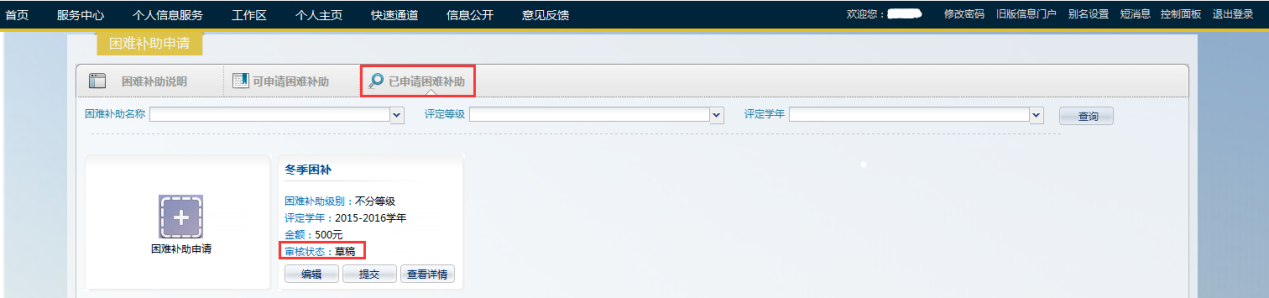 首页 服务中心 个人信息服务 工作区 个人主页 快速通道 信息公开 意见反馈 欢迎您： 修改密码 旧版信息门户 别名设置 短消息 控制面板 退出登录
困难补助申请
困难补助说明 可申请困难补助 已申请困难补助
困难补助名称 评定等级 评定学年 查询
冬季困补
困难补助级别：不分等级
评定学年：2015-2016学年
金额：500元
困难补助申请 审核状态：草稿
编辑 提交 查看详情